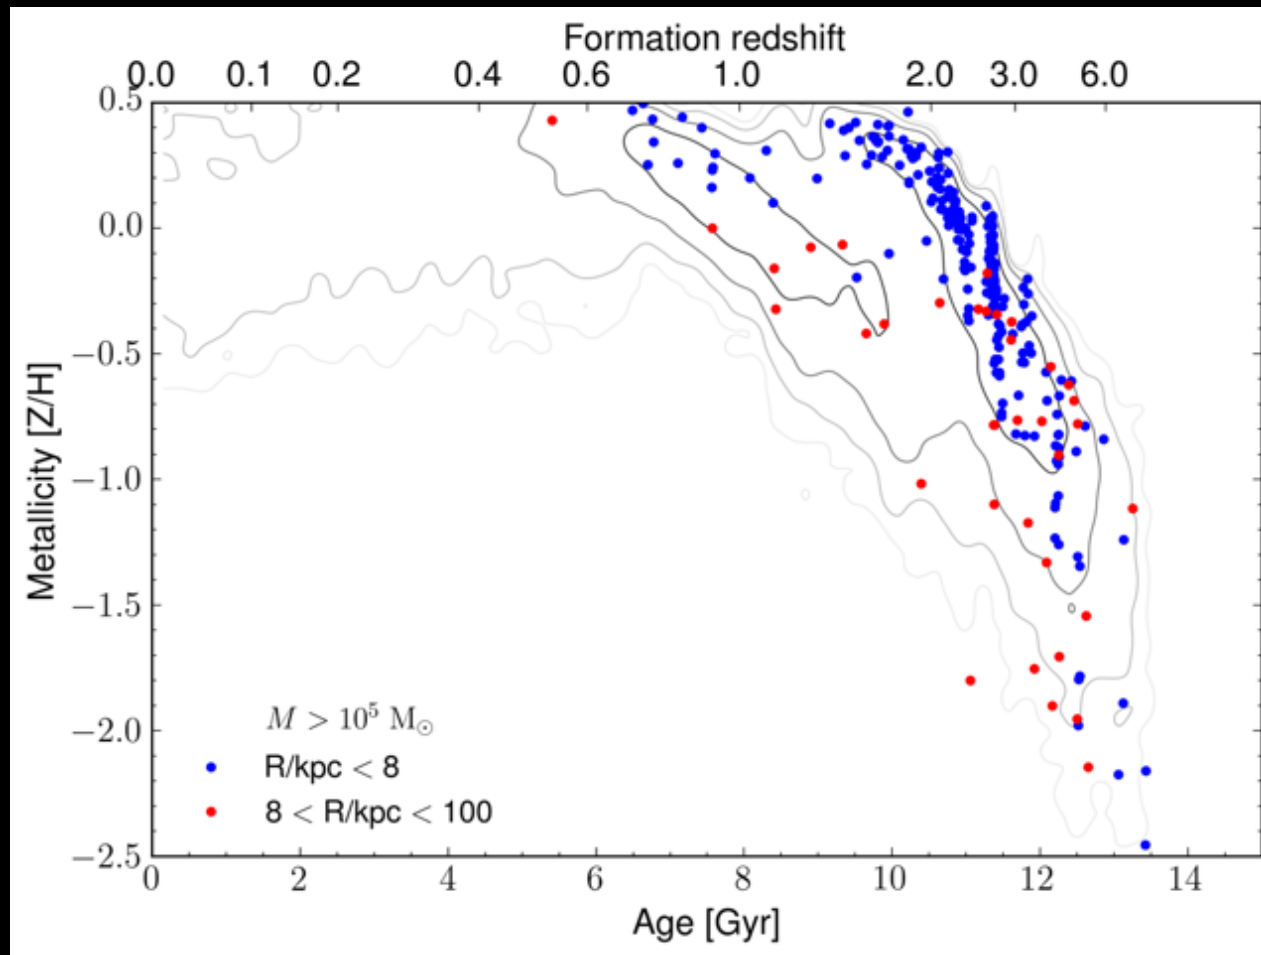 Formation redshift
0.0 0.1 0.2 0.4 0.6 1.0 2.0 3.0 6.0
0.5
0.0
−0.5
−1.0
−1.5
−2.0
−2.5
Metallicity [Z/H]
M > 10⁵ M☉
R/kpc < 8
8 < R/kpc < 100
0 2 4 6 8 10 12 14
Age [Gyr]